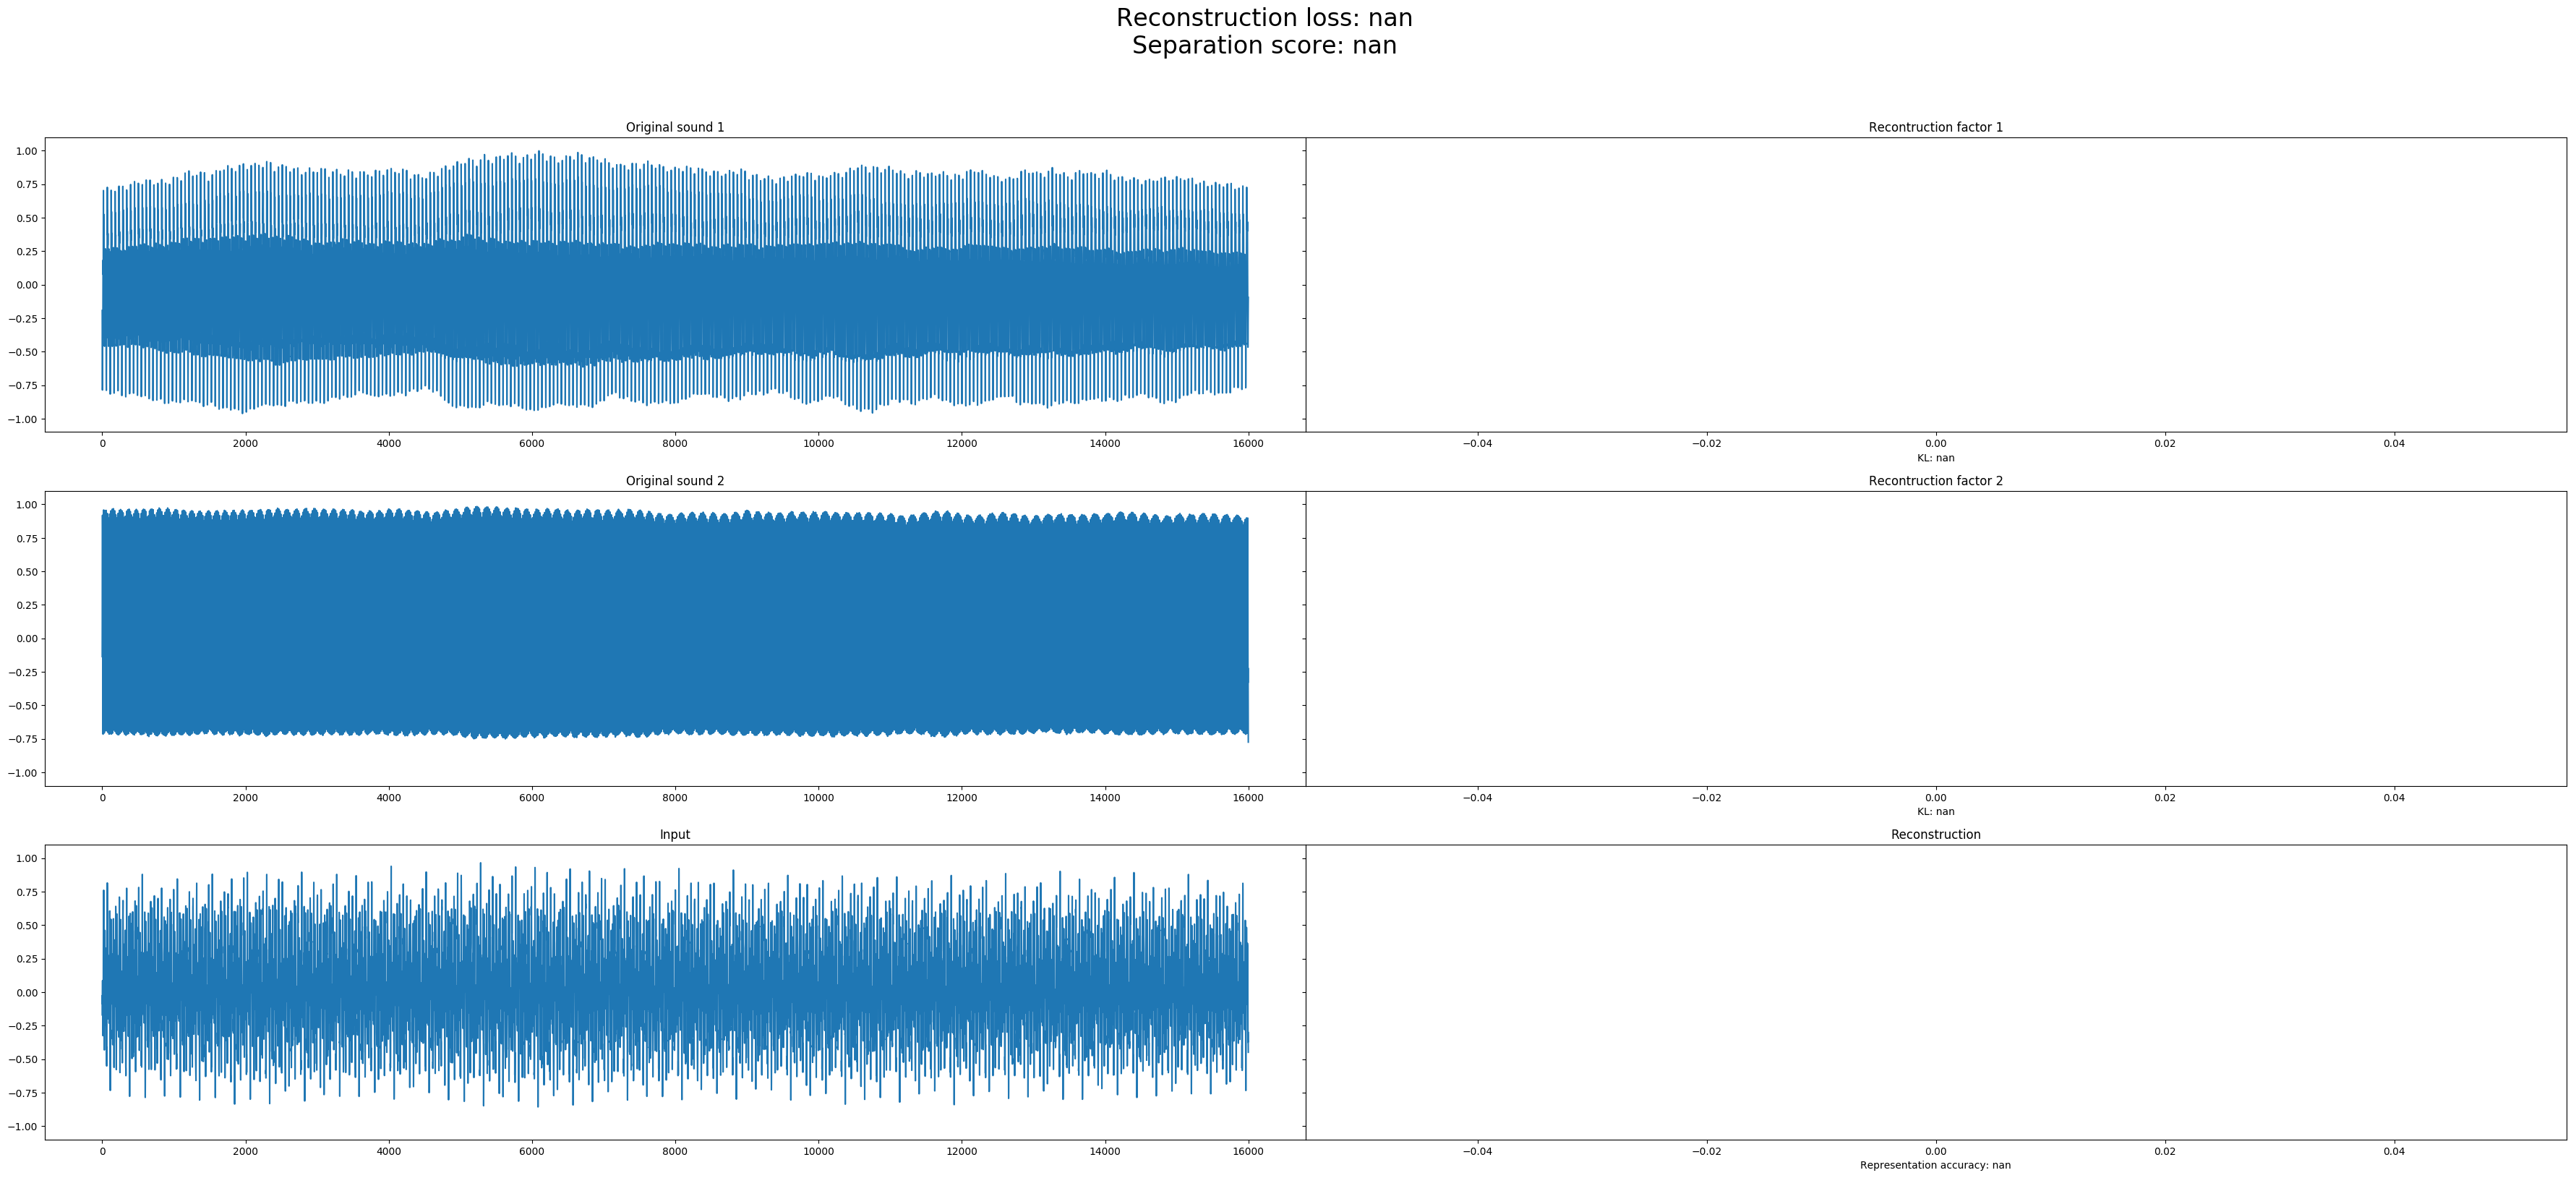 Reconstruction loss: nan
Separation score: nan
Original sound 1
Recontruction factor 1
1.00
0.75
0.50
0.25
0.00
−0.25
−0.50
−0.75
−1.00
0 2000 4000 6000 8000 10000 12000 14000 16000
−0.04 −0.02 0.00 0.02 0.04
KL: nan
Original sound 2
Recontruction factor 2
1.00
0.75
0.50
0.25
0.00
−0.25
−0.50
−0.75
−1.00
0 2000 4000 6000 8000 10000 12000 14000 16000
−0.04 −0.02 0.00 0.02 0.04
KL: nan
Input
Reconstruction
1.00
0.75
0.50
0.25
0.00
−0.25
−0.50
−0.75
−1.00
0 2000 4000 6000 8000 10000 12000 14000 16000
−0.04 −0.02 0.00 0.02 0.04
Representation accuracy: nan